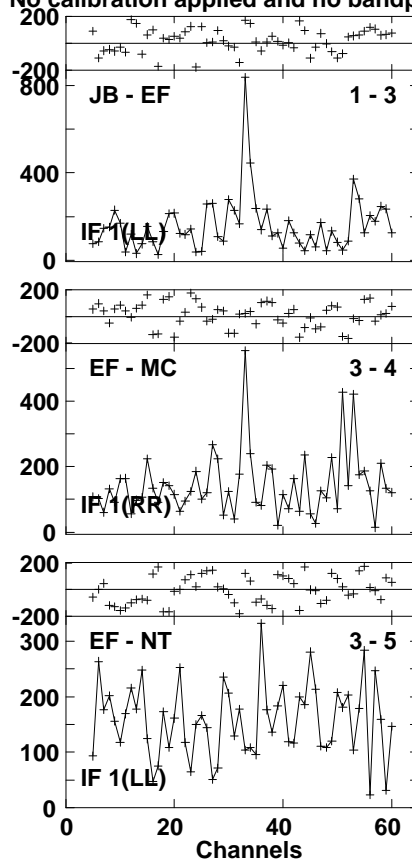 No calibration applied and no bandp
200
-200
800
JB - EF 1 - 3
400
IF 1(LL)
0
200
-200
EF - MC 3 - 4
400
200
IF 1(RR)
0
200
-200
EF - NT 3 - 5
300
200
100
IF 1(LL)
0
0 20 40 60
Channels